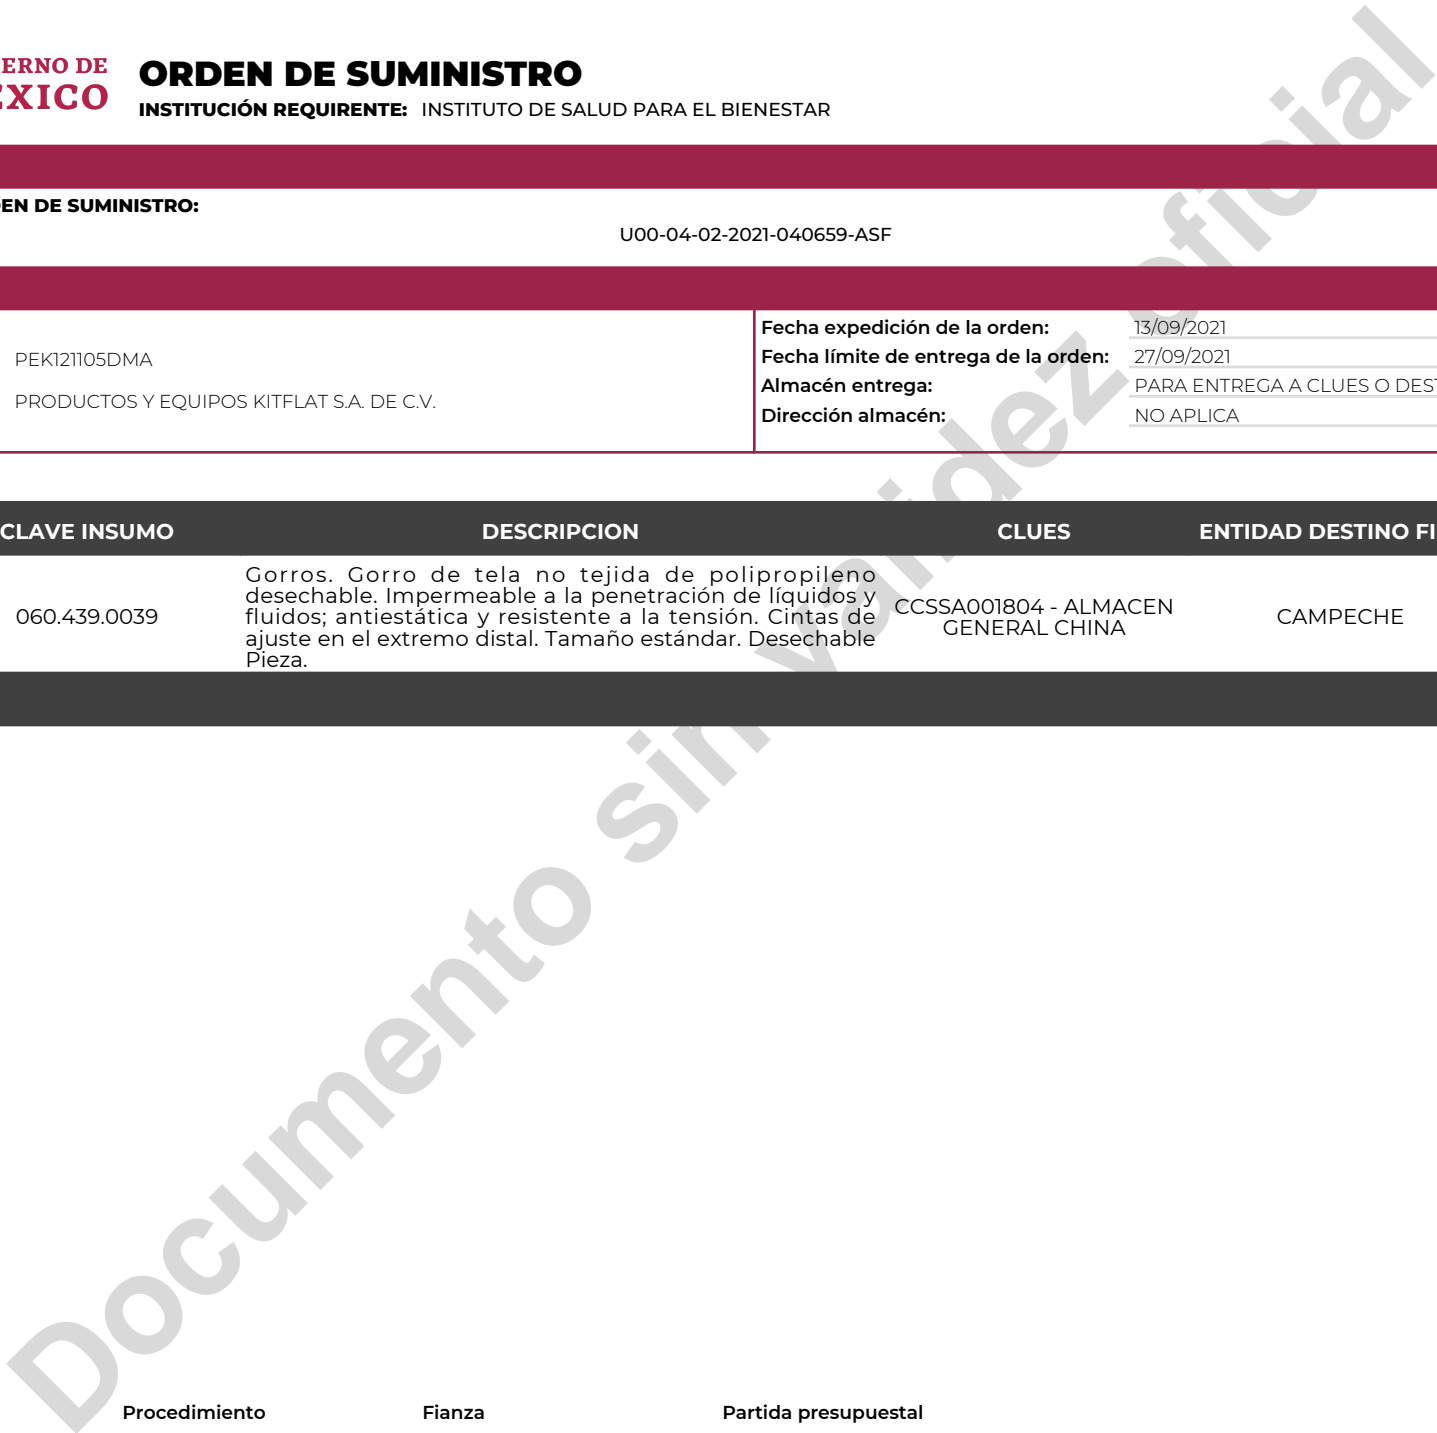 ERNO DE
EXICO
ORDEN DE SUMINISTRO
INSTITUCIÓN REQUIRENTE: INSTITUTO DE SALUD PARA EL BIENESTAR
EN DE SUMINISTRO:
U00-04-02-2021-040659-ASF
PEK121105DMA
PRODUCTOS Y EQUIPOS KITFLAT S.A. DE C.V.
Fecha expedición de la orden: 13/09/2021
Fecha límite de entrega de la orden: 27/09/2021
Almacén entrega: PARA ENTREGA A CLUES O DEST
Dirección almacén: NO APLICA
CLAVE INSUMO DESCRIPCION CLUES ENTIDAD DESTINO FI
060.439.0039
Gorros. Gorro de tela no tejida de polipropileno
desechable. Impermeable a la penetración de líquidos y
fluidos; antiestática y resistente a la tensión. Cintas de
ajuste en el extremo distal. Tamaño estándar. Desechable
Pieza.
CCSSA001804 - ALMACEN
GENERAL CHINA
CAMPECHE
Documento sin validez oficial
Procedimiento Fianza Partida presupuestal